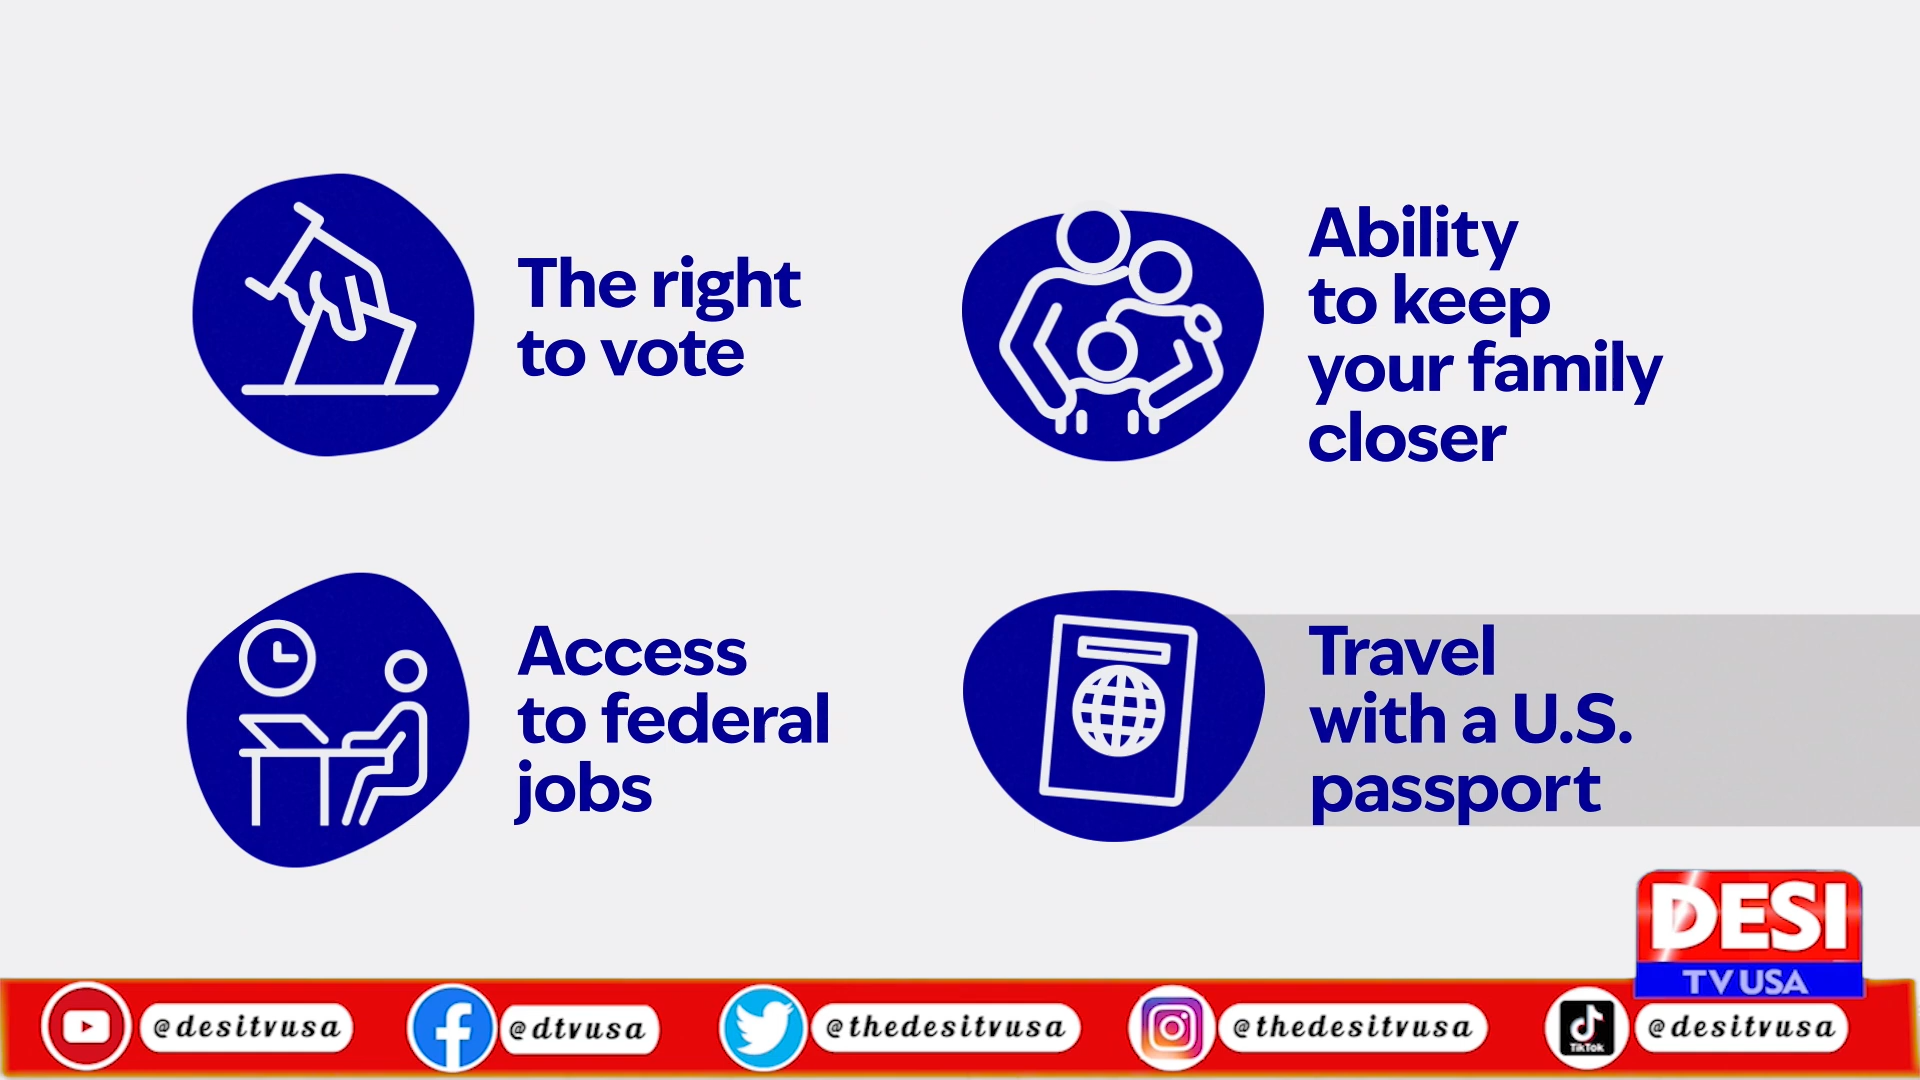 The right
to vote
Ability
to keep
your family
closer
Access
to federal
jobs
Travel
with a U.S.
passport
DESI
TV USA
@desitvusa
@dtvusa
@thedesitvusa
@thedesitvusa
TikTok
@desitvusa